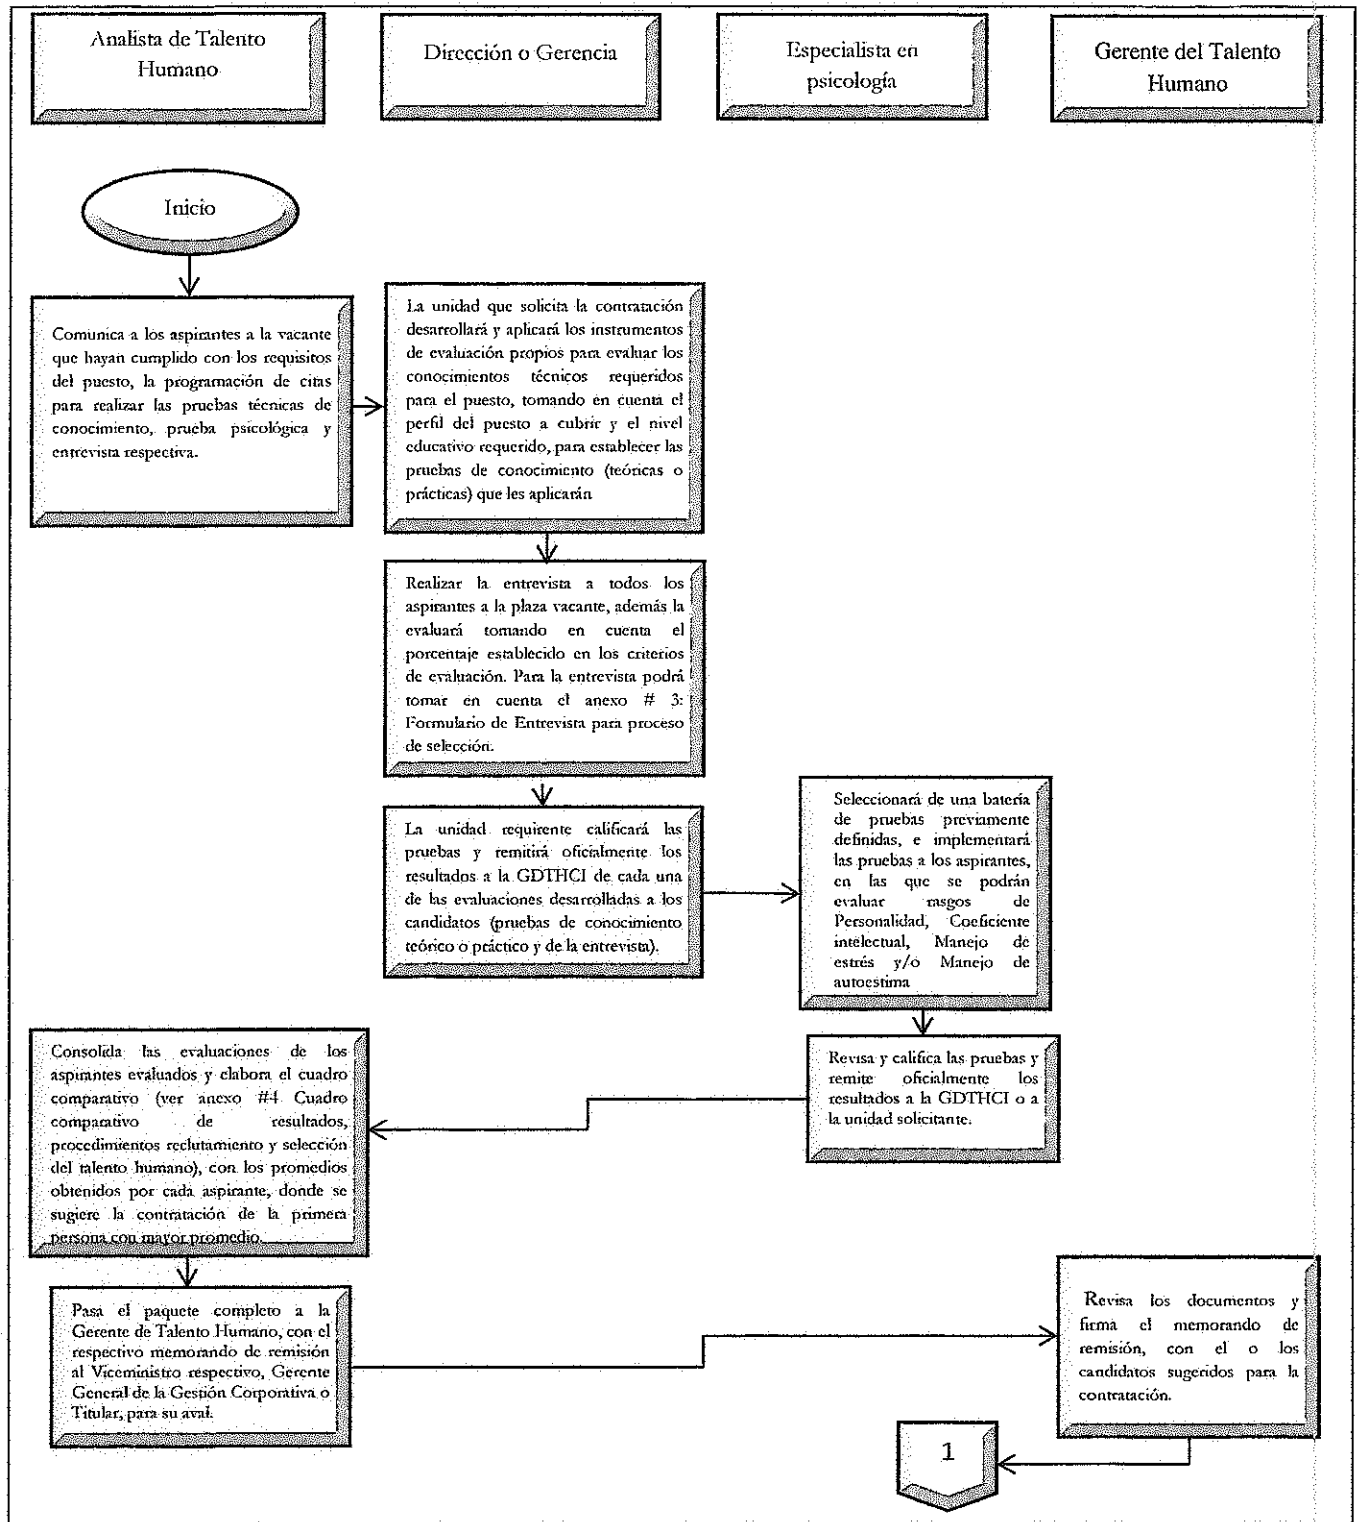 Analista de Talento
Humano
Dirección o Gerencia
Especialista en
psicología
Gerente del Talento
Humano
Inicio
Comunica a los aspirantes a la vacante
que hayan cumplido con los requisitos
del puesto, la programación de citas
para realizar las pruebas técnicas de
conocimiento, prueba psicológica y
entrevista respectiva.
La unidad que solicita la contratación
desarrollará y aplicará los instrumentos
de evaluación propios para evaluar los
conocimientos técnicos requeridos
para el puesto, tomando en cuenta el
perfil del puesto a cubrir y el nivel
educativo requerido, para establecer las
pruebas de conocimiento (teóricas o
prácticas) que les aplicarán
Realizar la entrevista a todos los
aspirantes a la plaza vacante, además la
evaluará tomando en cuenta el
porcentaje establecido en los criterios
de evaluación. Para la entrevista podrá
tomar en cuenta el anexo # 3:
Formulario de Entrevista para proceso
de selección.
La unidad requirente calificará las
pruebas y remitirá oficialmente los
resultados a la GDTHCI de cada una
de las evaluaciones desarrolladas a los
candidatos (pruebas de conocimiento
teórico o práctico y de la entrevista).
Seleccionará de una batería
de pruebas previamente
definidas, e implementará
las pruebas a los aspirantes,
en las que se podrán
evaluar rasgos de
Personalidad, Coeficiente
intelectual, Manejo de
estrés y/o Manejo de
autoestima
Revisa y califica las pruebas y
remite oficialmente los
resultados a la GDTHCI o a
la unidad solicitante.
Consolida las evaluaciones de los
aspirantes evaluados y elabora el cuadro
comparativo (ver anexo #4 Cuadro
comparativo de resultados,
procedimientos reclutamiento y selección
del talento humano), con los promedios
obtenidos por cada aspirante, donde se
sugiere la contratación de la primera
persona con mayor promedio.
Pasa el paquete completo a la
Gerente de Talento Humano, con el
respectivo memorando de remisión
al Viceministro respectivo, Gerente
General de la Gestión Corporativa o
Titular, para su aval.
Revisa los documentos y
firma el memorando de
remisión, con el o los
candidatos sugeridos para la
contratación.
1